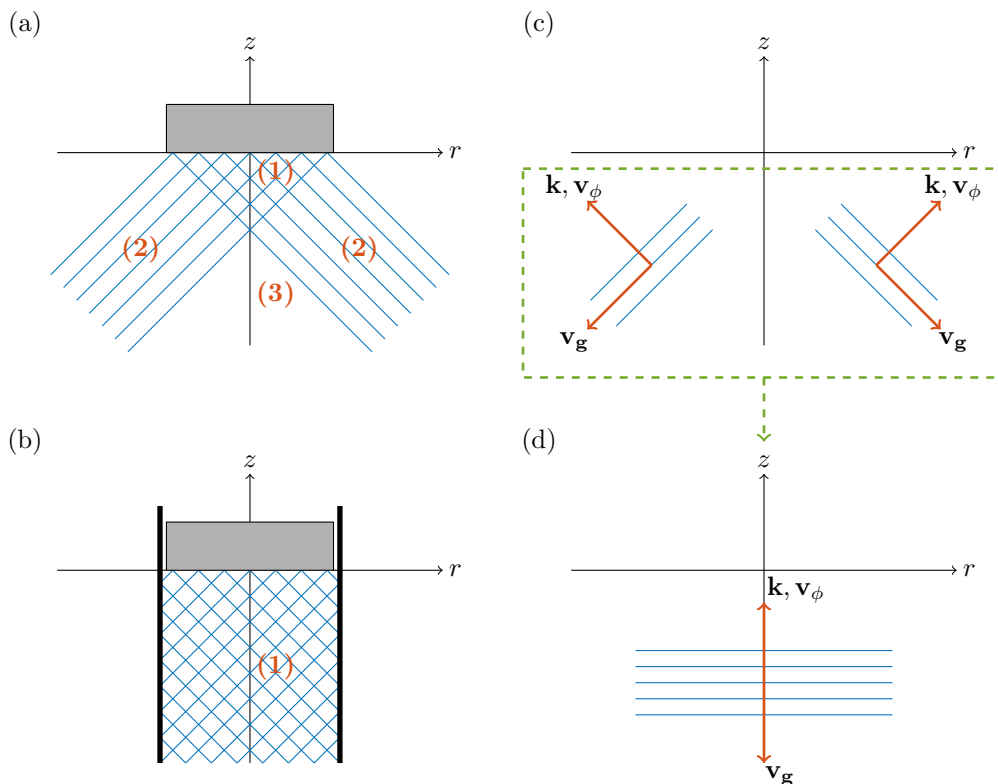 (a)
z
r
(1)
(2)
(2)
(3)
(b)
z
r
(1)
(c)
z
r
k, v_ϕ
k, v_ϕ
v_g
v_g
(d)
z
r
k, v_ϕ
v_g